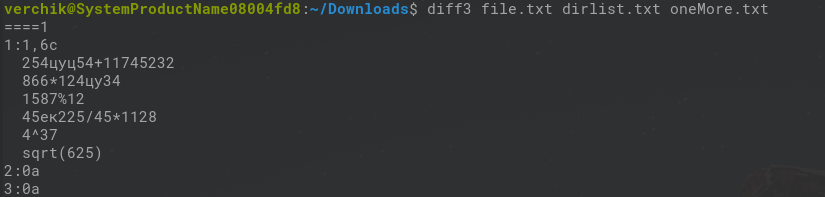 verchik@SystemProductName08004fd8:~/Downloads$ diff3 file.txt dirlist.txt oneMore.txt
====1
1:1,6c
  254цуц54+11745232
  866*124цу34
  1587%12
  45ек225/45*1128
  4^37
  sqrt(625)
2:0a
3:0a